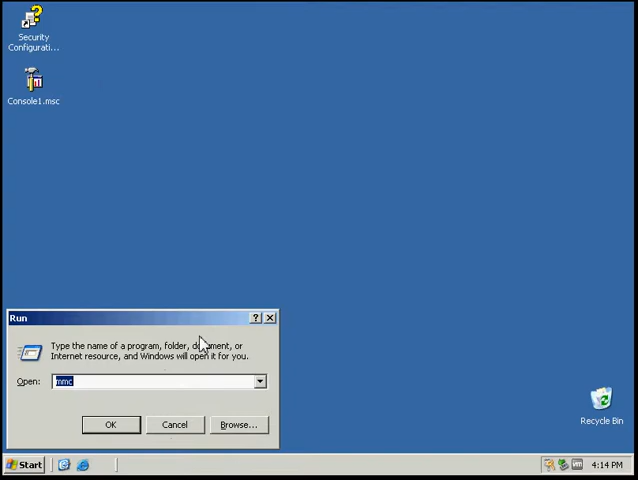 Security
Configurati...
Console1.msc
Run
Type the name of a program, folder, document, or
Internet resource, and Windows will open it for you.
Open:
mmc
OK
Cancel
Browse...
Recycle Bin
Start
4:14 PM